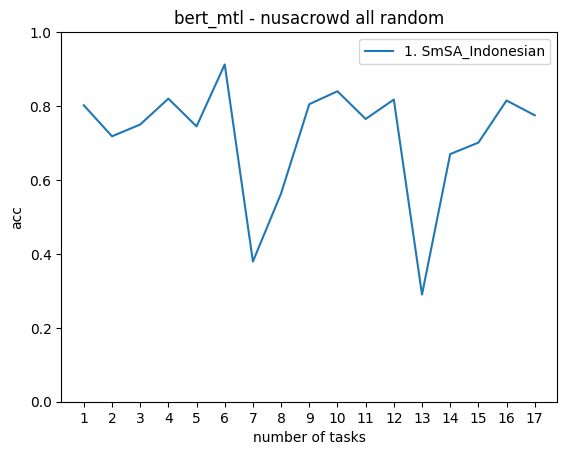 bert_mtl - nusacrowd all random
1. SmSA_Indonesian
1.0
0.8
0.6
0.4
0.2
0.0
acc
1 2 3 4 5 6 7 8 9 10 11 12 13 14 15 16 17
number of tasks